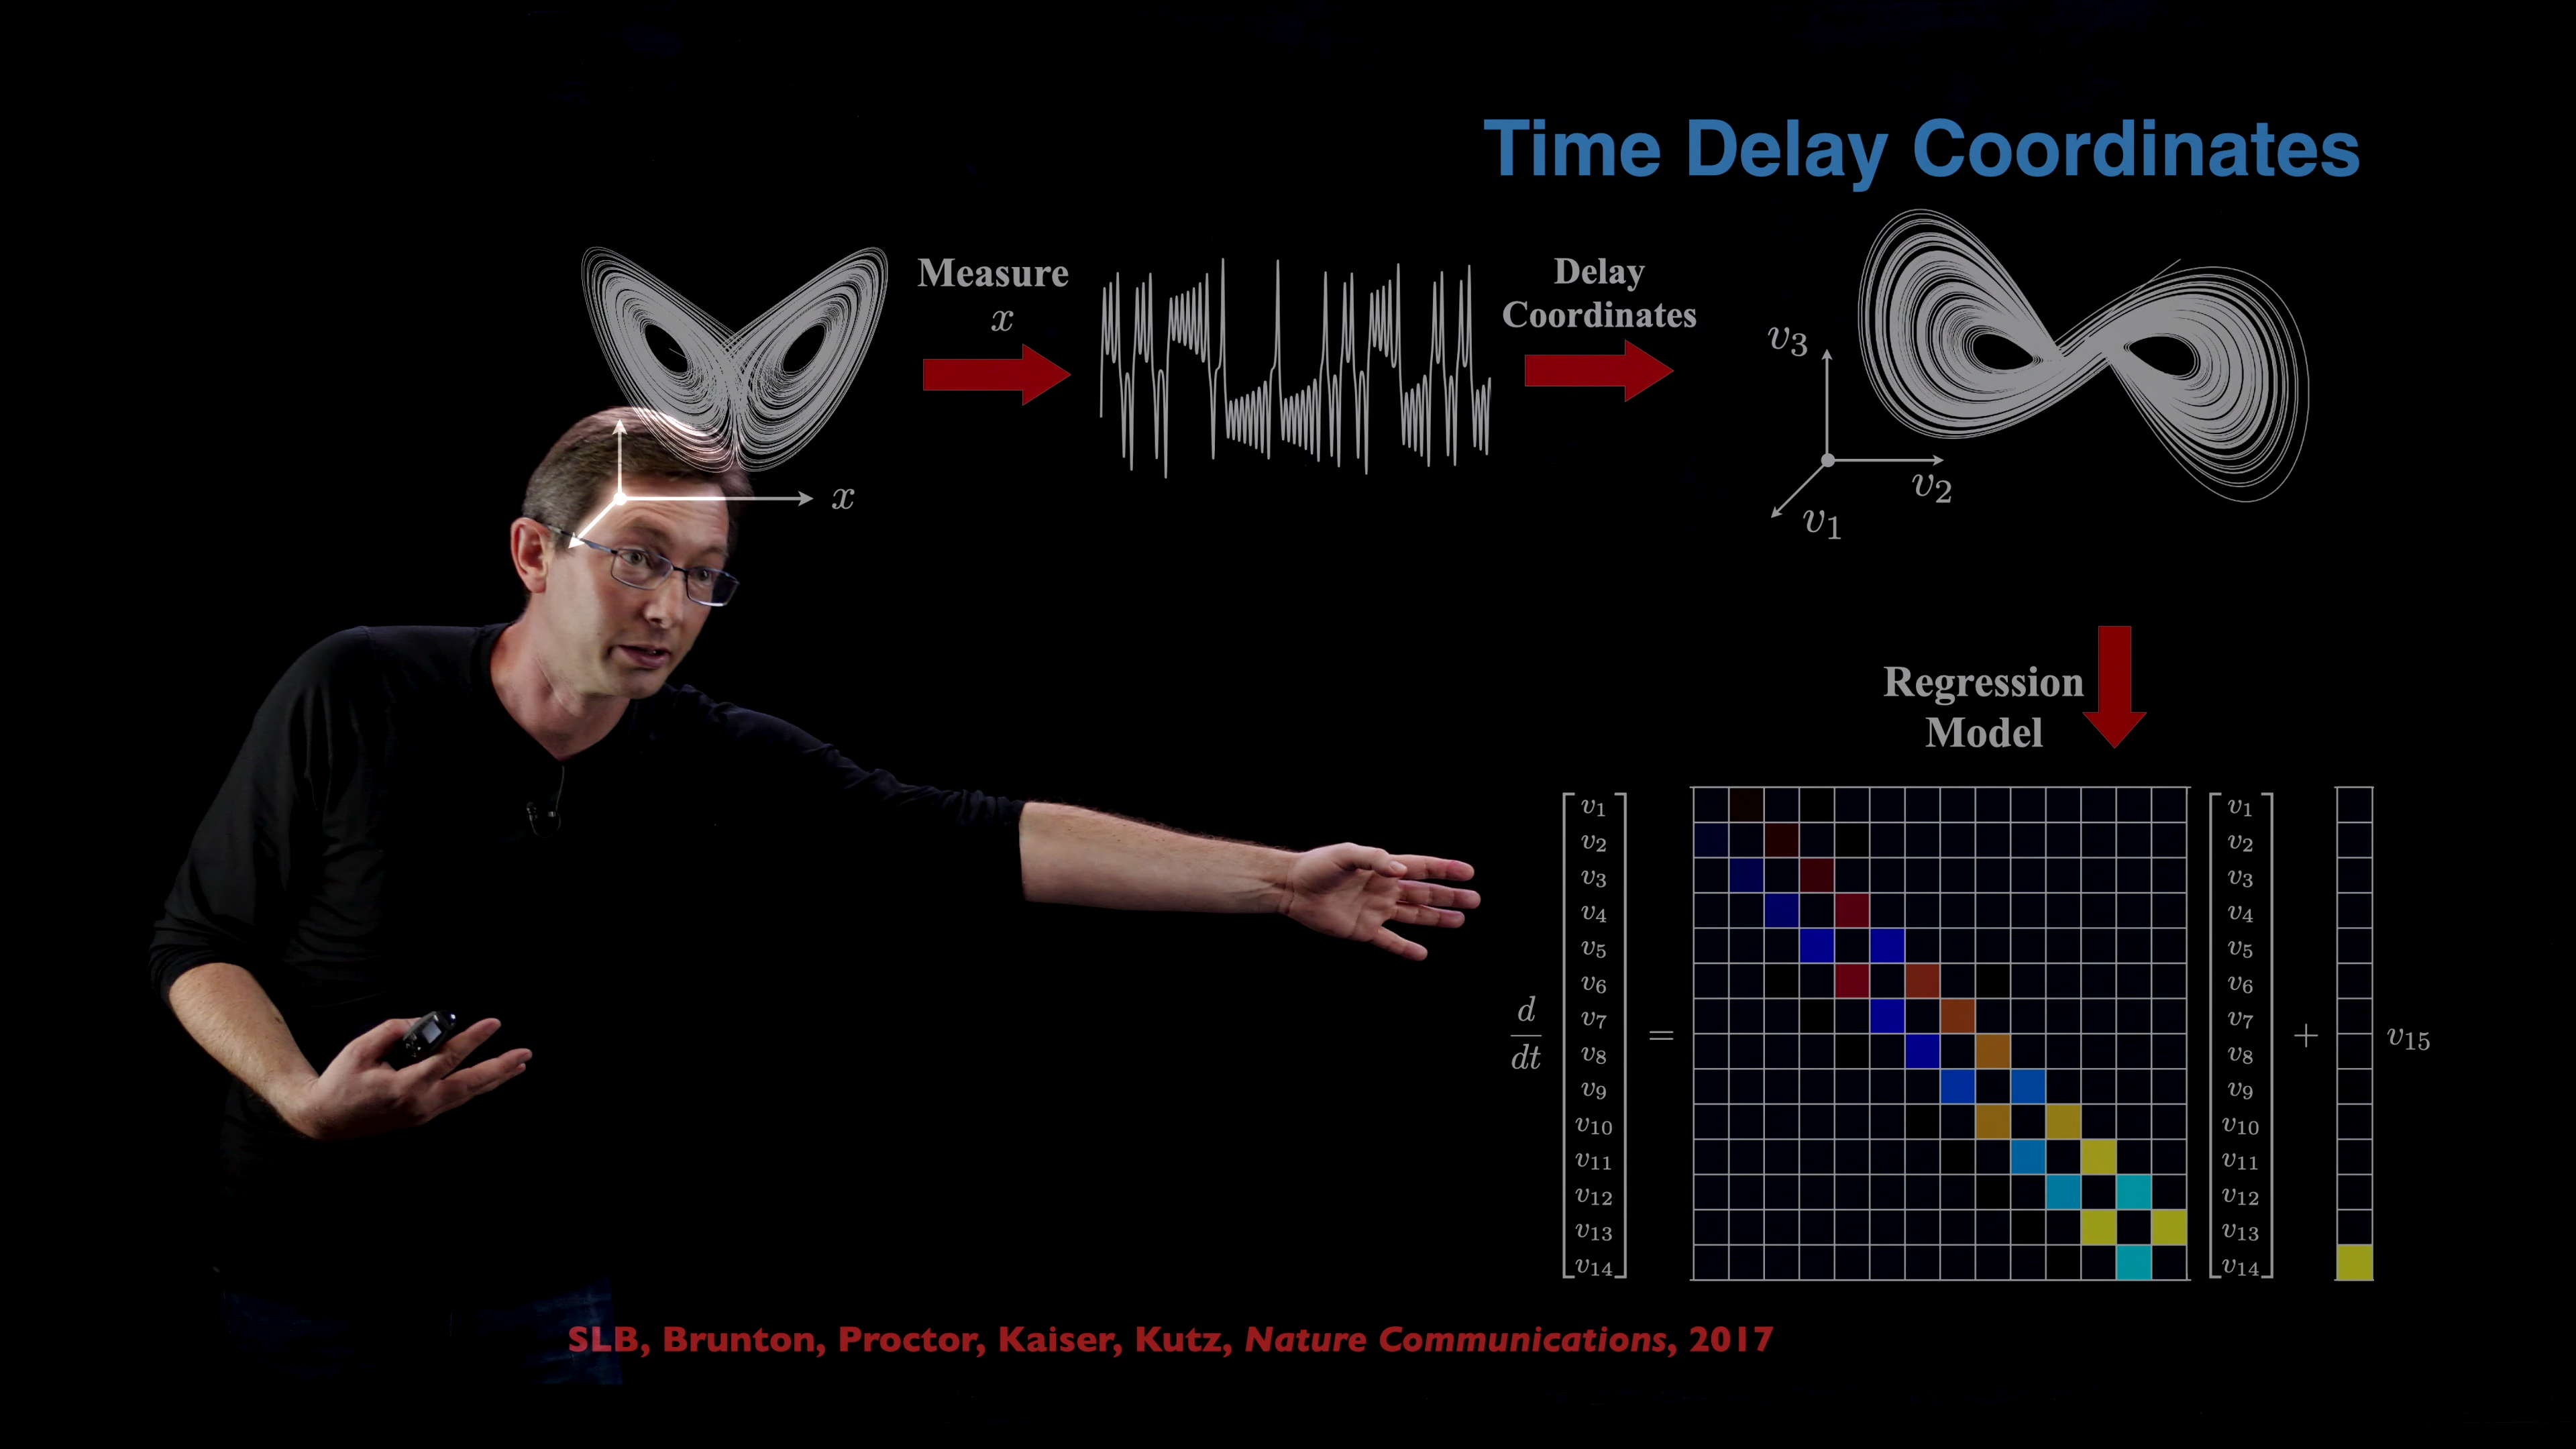 Time Delay Coordinates
Measure
x
Delay
Coordinates
x
v3
v2
v1
Regression
Model
d
dt
v1
v2
v3
v4
v5
v6
v7
v8
v9
v10
v11
v12
v13
v14
=
v1
v2
v3
v4
v5
v6
v7
v8
v9
v10
v11
v12
v13
v14
+
v15
SLB, Brunton, Proctor, Kaiser, Kutz, Nature Communications, 2017